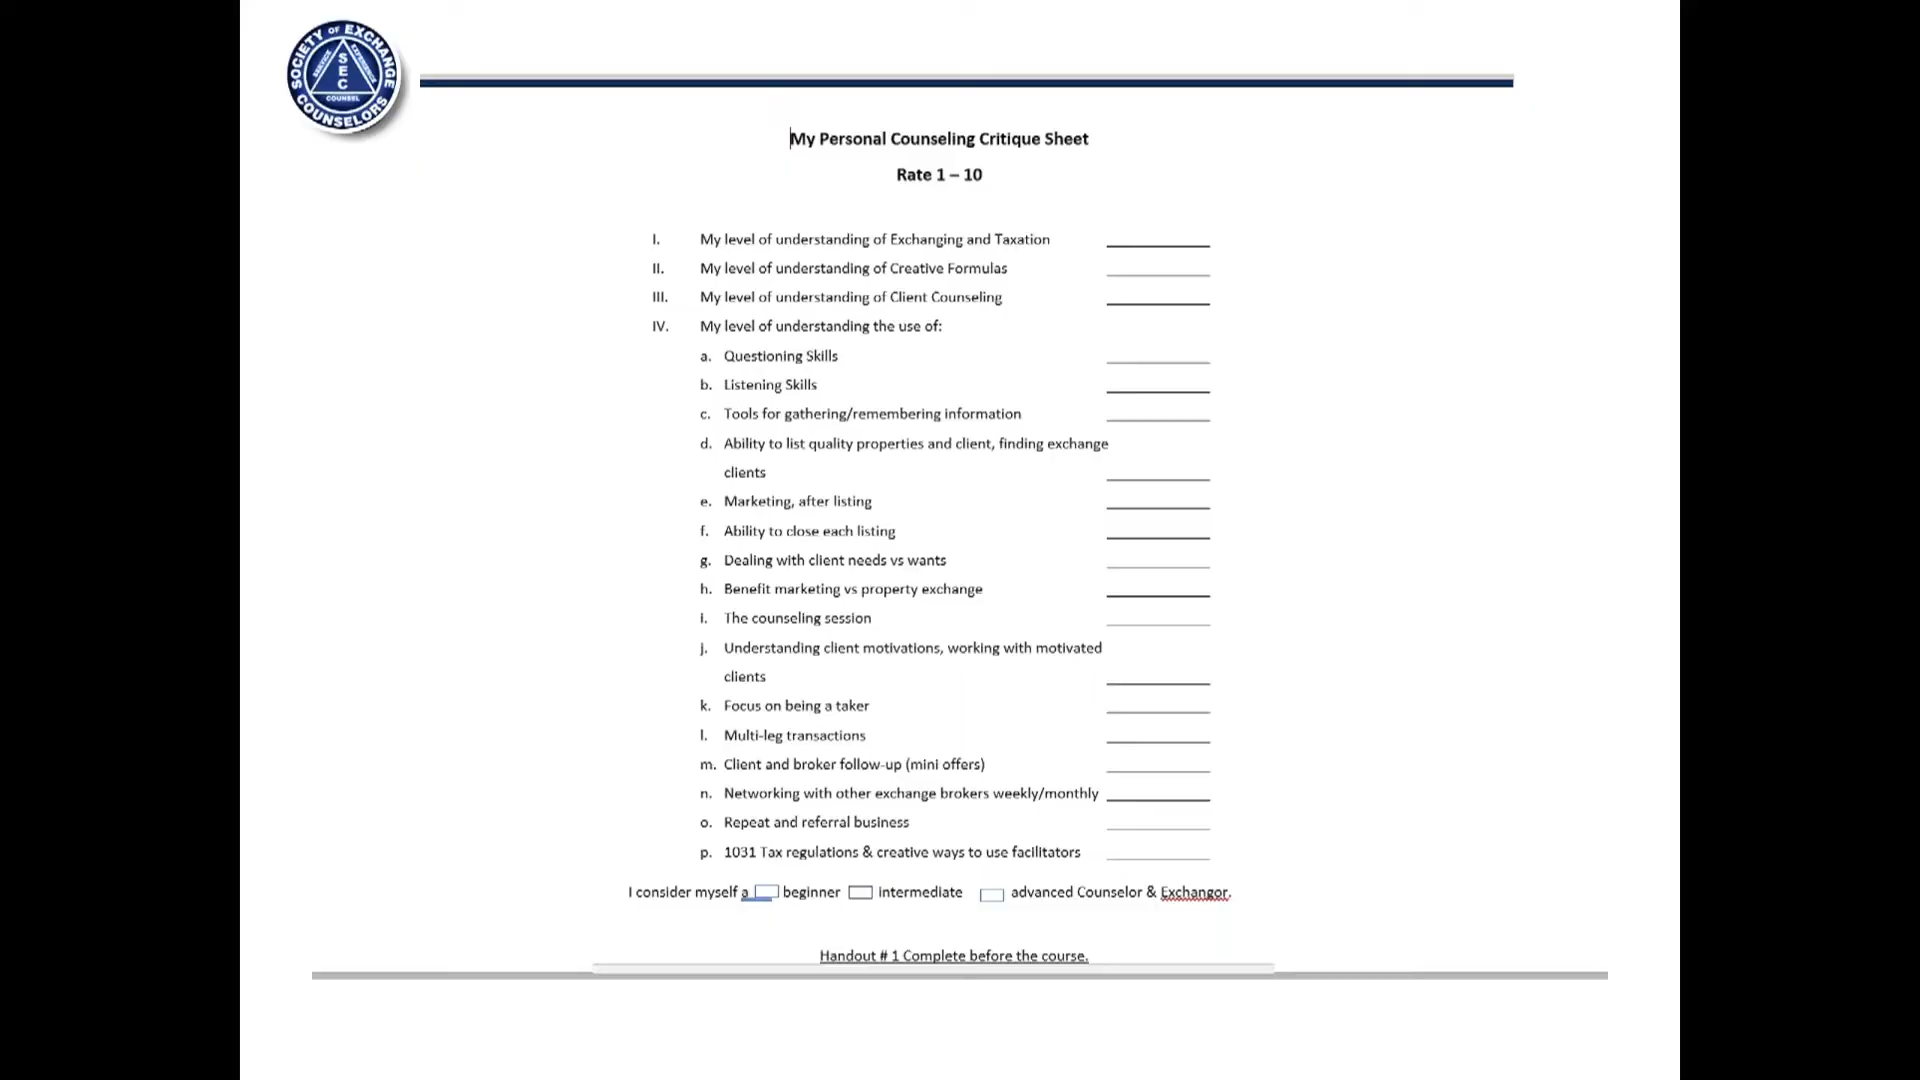 SOCIETY OF EXCHANGE
COUNSELORS
SERVICE
EXPERIENCE
S
E
C
COUNSEL
My Personal Counseling Critique Sheet
Rate 1 – 10
I. My level of understanding of Exchanging and Taxation
II. My level of understanding of Creative Formulas
III. My level of understanding of Client Counseling
IV. My level of understanding the use of:
a. Questioning Skills
b. Listening Skills
c. Tools for gathering/remembering information
d. Ability to list quality properties and client, finding exchange
clients
e. Marketing, after listing
f. Ability to close each listing
g. Dealing with client needs vs wants
h. Benefit marketing vs property exchange
i. The counseling session
j. Understanding client motivations, working with motivated
clients
k. Focus on being a taker
l. Multi-leg transactions
m. Client and broker follow-up (mini offers)
n. Networking with other exchange brokers weekly/monthly
o. Repeat and referral business
p. 1031 Tax regulations & creative ways to use facilitators
I consider myself a beginner intermediate advanced Counselor & Exchangor.
Handout # 1 Complete before the course.